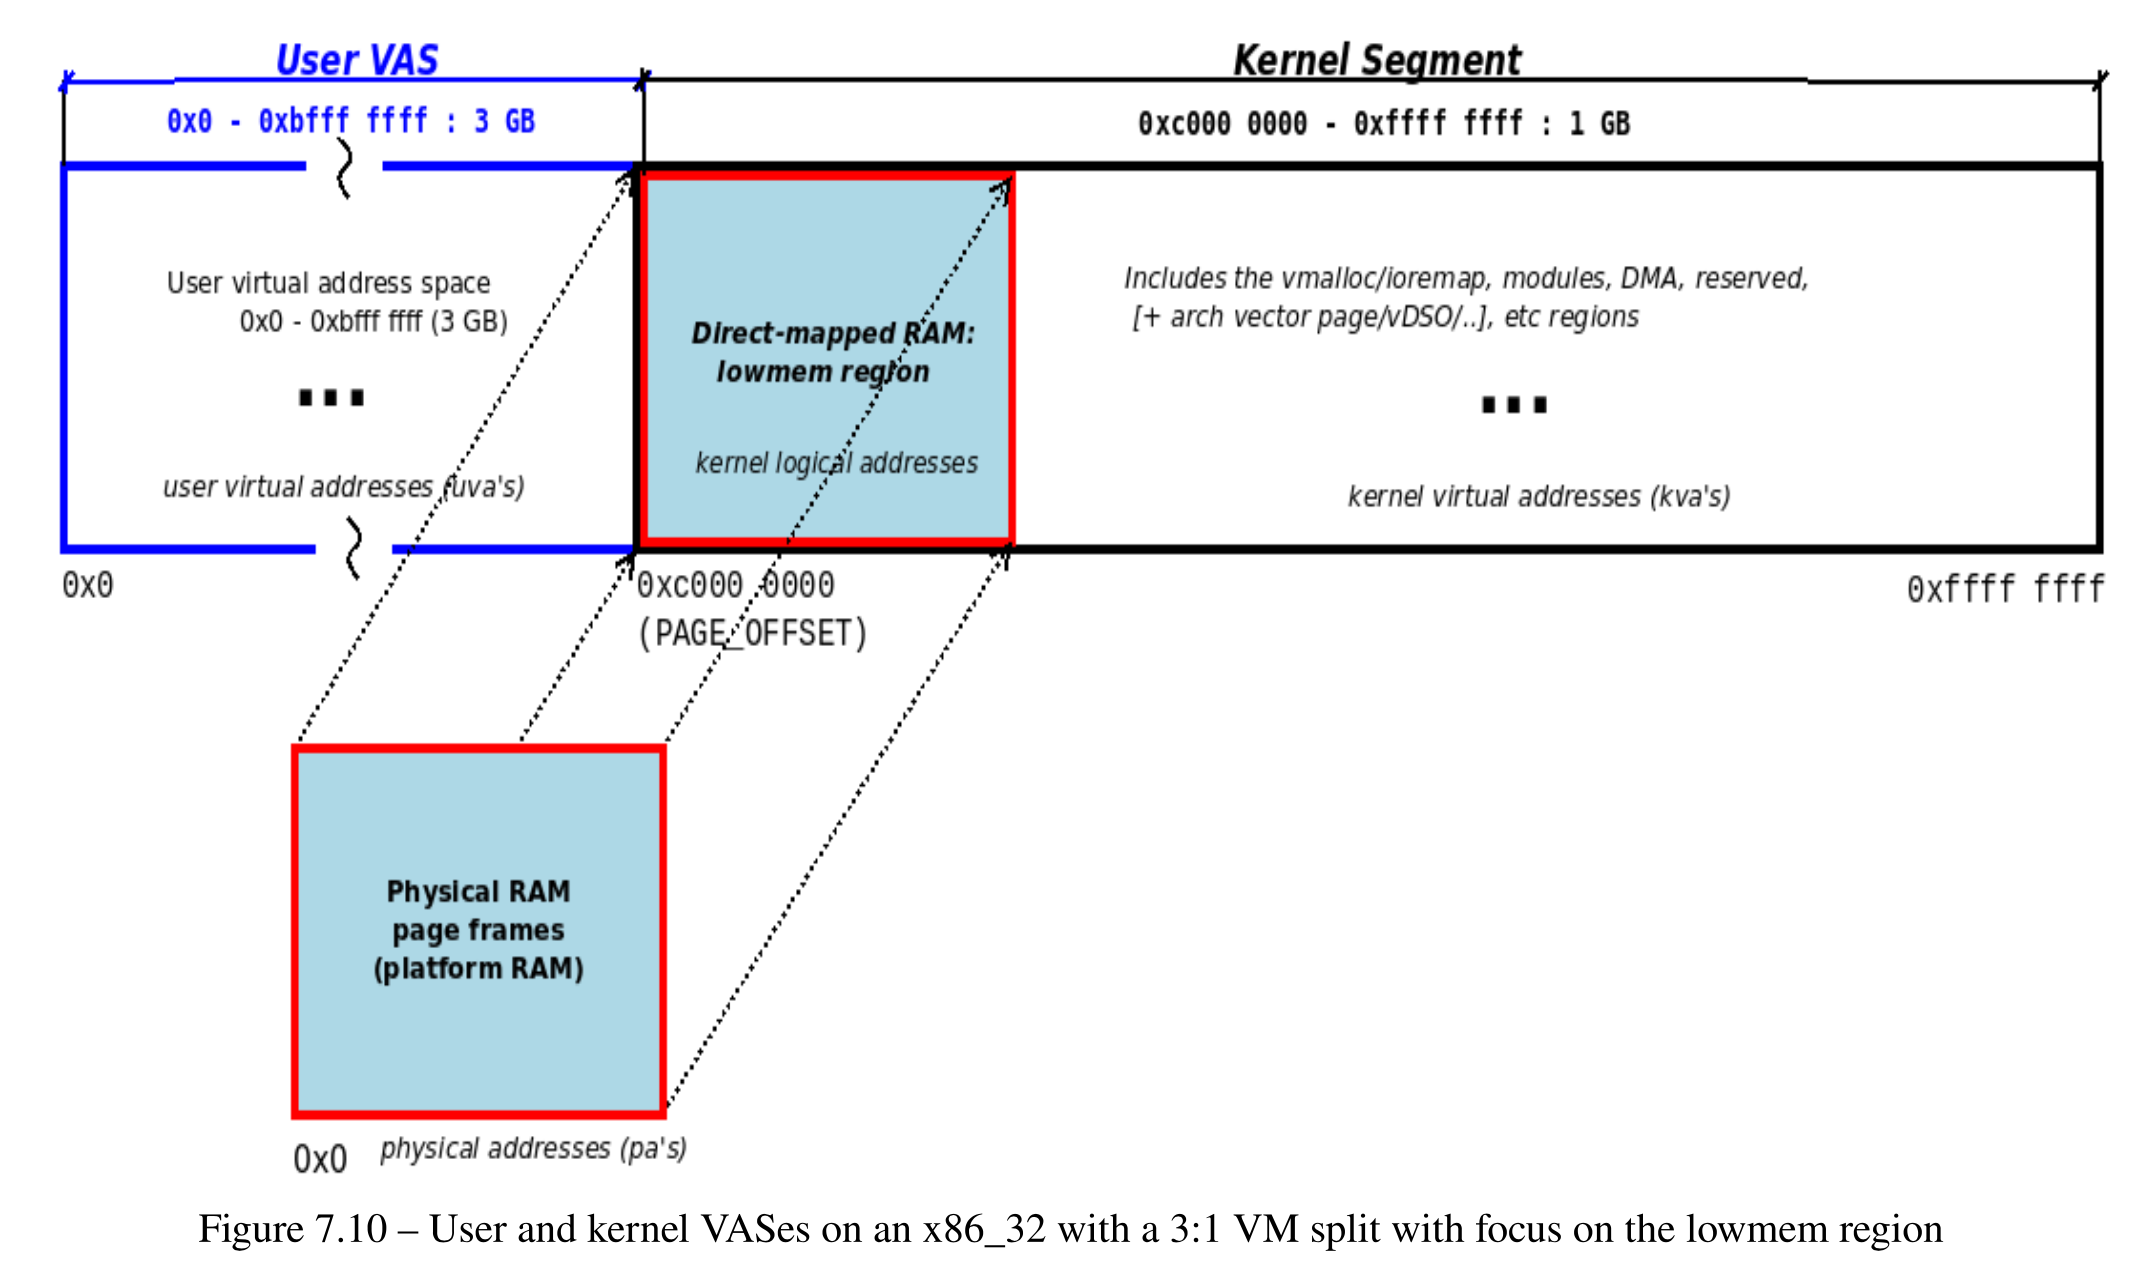 User VAS
Kernel Segment
0x0 - 0xbfff ffff : 3 GB
0xc000 0000 - 0xffff ffff : 1 GB
User virtual address space
0x0 - 0xbfff ffff (3 GB)
...
user virtual addresses (uva's)
Direct-mapped RAM:
lowmem region
kernel logical addresses
Includes the vmalloc/ioremap, modules, DMA, reserved,
[+ arch vector page/vDSO/..], etc regions
...
kernel virtual addresses (kva's)
0x0
0xc000 0000
(PAGE_OFFSET)
0xffff ffff
Physical RAM
page frames
(platform RAM)
0x0
physical addresses (pa's)
Figure 7.10 – User and kernel VASes on an x86_32 with a 3:1 VM split with focus on the lowmem region